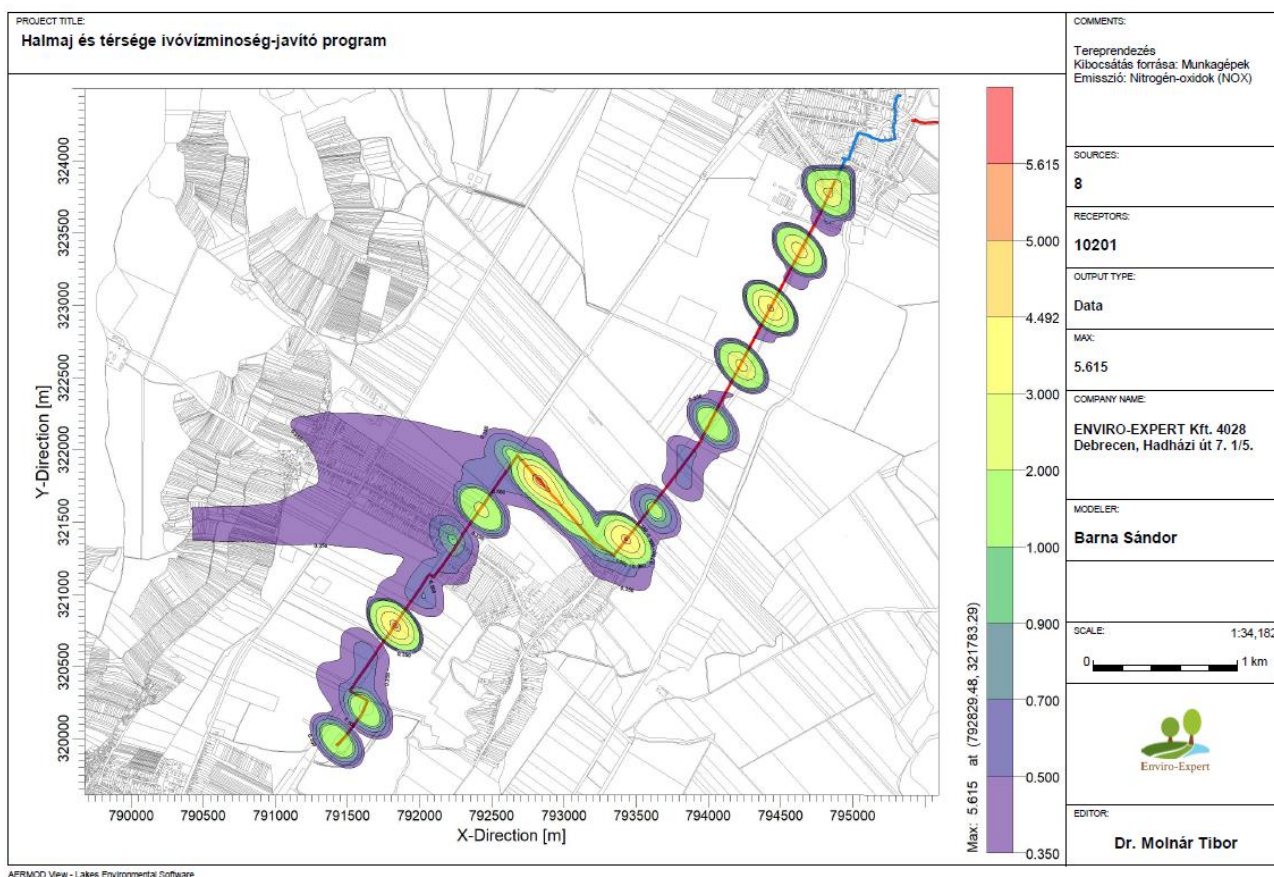 PROJECT TITLE:
Halmaj és térsége ivóvízminoség-javító program
COMMENTS:
Tereprendezés
Kibocsátás forrása: Munkagépek
Emisszió: Nitrogén-oxidok (NOX)
SOURCES:
8
RECEPTORS:
10201
OUTPUT TYPE:
Data
MAX:
5.615
COMPANY NAME:
ENVIRO-EXPERT Kft. 4028
Debrecen, Hadházi út 7. 1/5.
MODELER:
Barna Sándor
SCALE:
1:34,182
0
1 km
Enviro-Expert
EDITOR:
Dr. Molnár Tibor
Y-Direction [m]
324000
323500
323000
322500
322000
321500
321000
320500
320000
790000 790500 791000 791500 792000 792500 793000 793500 794000 794500 795000
X-Direction [m]
Max: 5.615 at (792829.48, 321783.29)
5.615
5.000
4.492
3.000
2.000
1.000
0.900
0.700
0.500
0.350
AERMOD View - Lakes Environmental Software